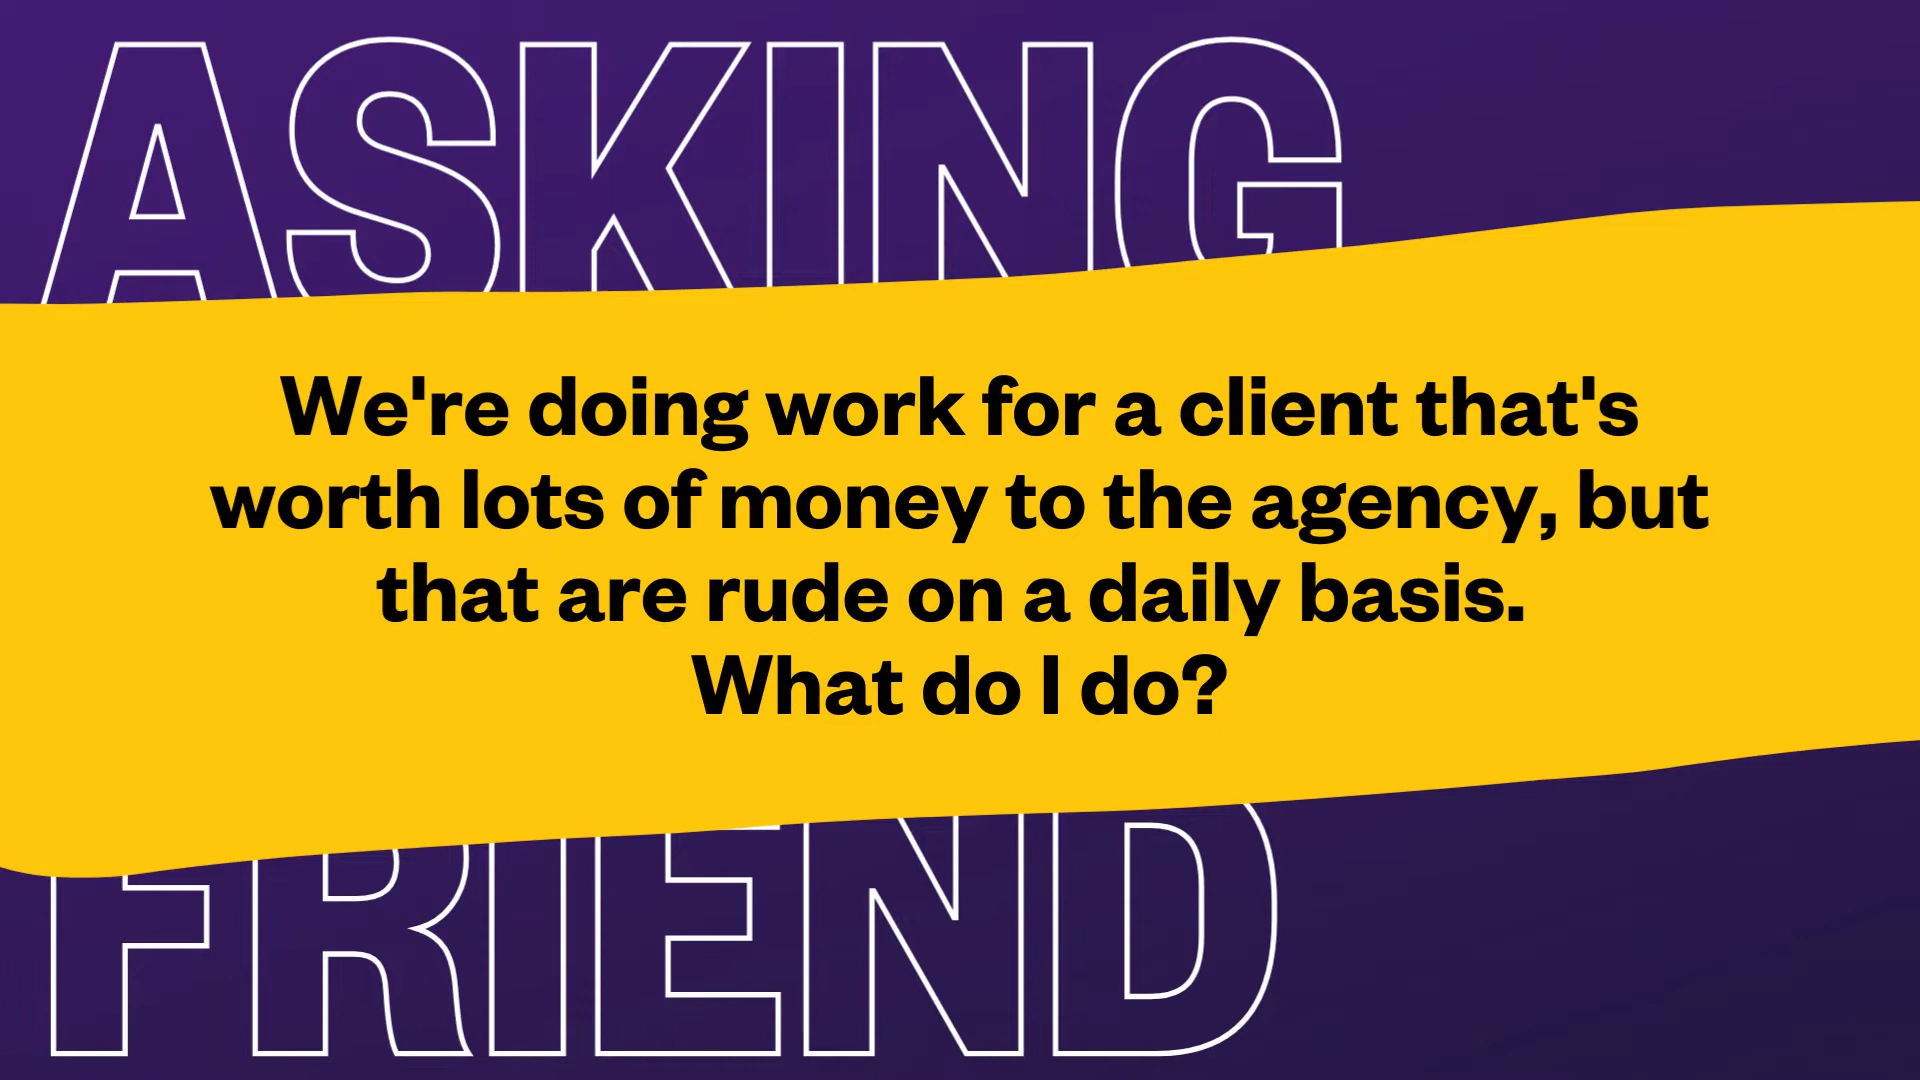 ASKING
We're doing work for a client that's
worth lots of money to the agency, but
that are rude on a daily basis.
What do I do?
FRIEND